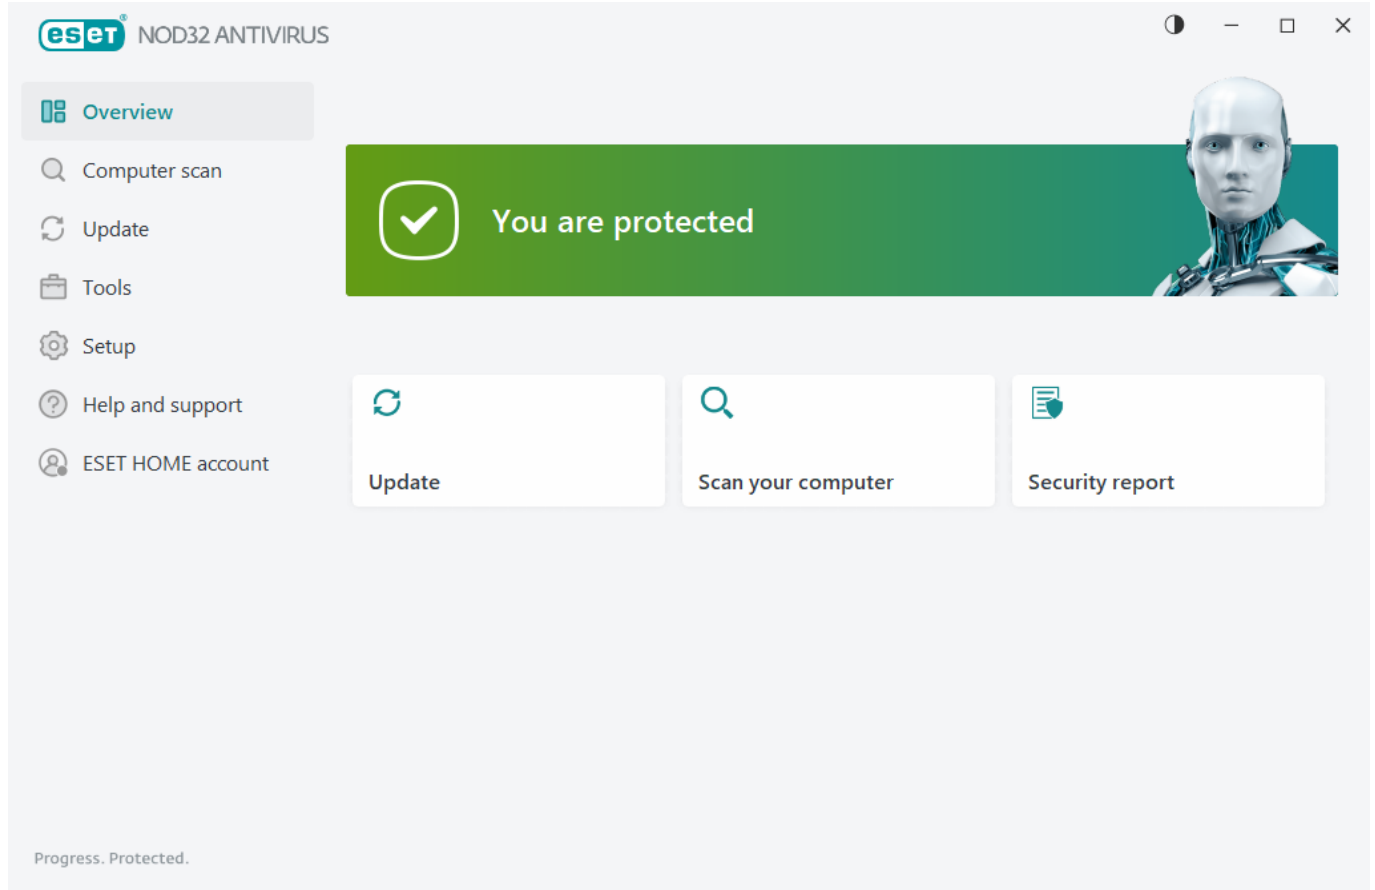 eset® NOD32 ANTIVIRUS
Overview
Computer scan
Update
Tools
Setup
Help and support
ESET HOME account
You are protected
Update
Scan your computer
Security report
Progress. Protected.